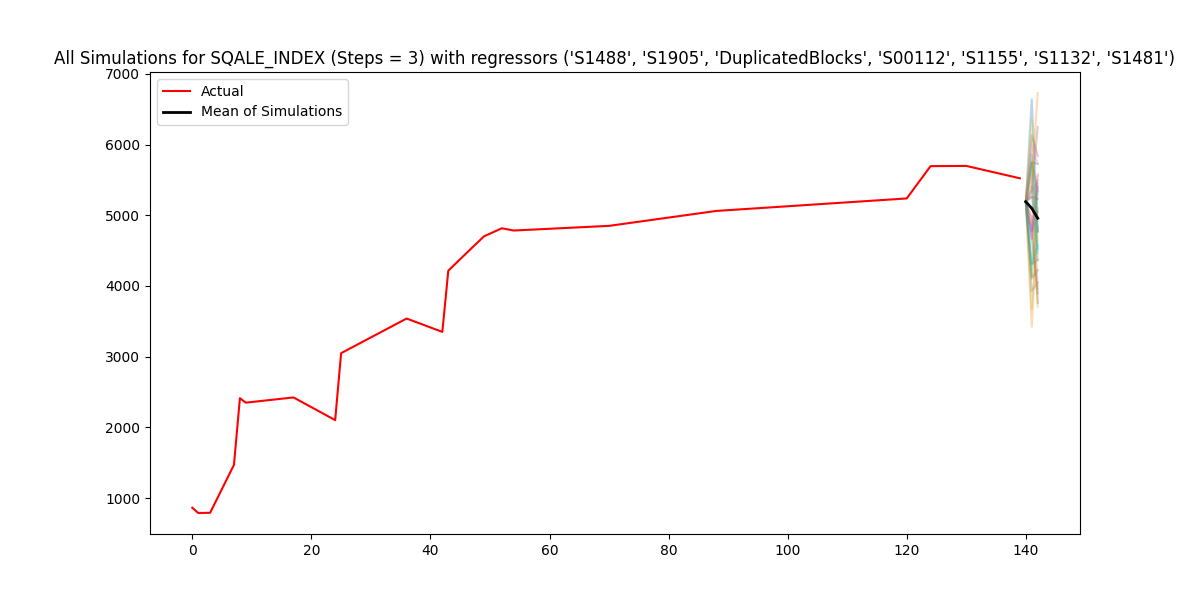 All Simulations for SQALE_INDEX (Steps = 3) with regressors ('S1488', 'S1905', 'DuplicatedBlocks', 'S00112', 'S1155', 'S1132', 'S1481')
Actual
Mean of Simulations
7000
6000
5000
4000
3000
2000
1000
0 20 40 60 80 100 120 140